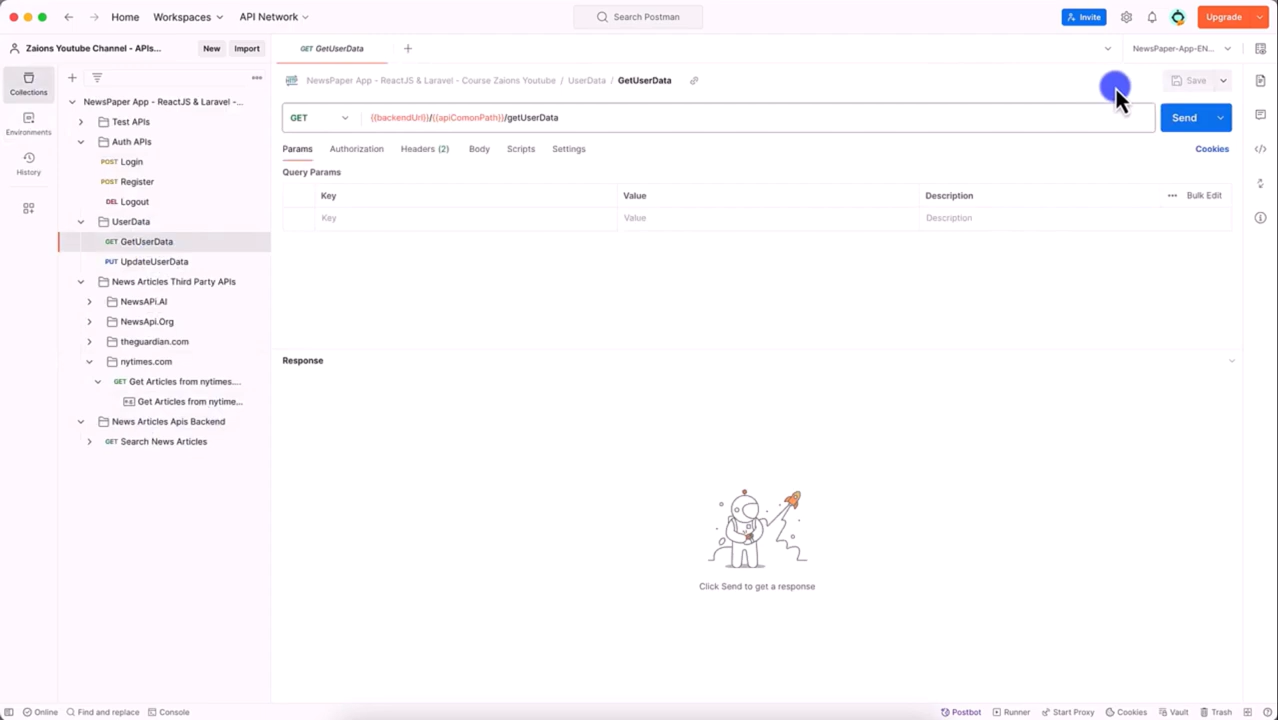 Home
Workspaces
API Network
Search Postman
Invite
Upgrade
Zaions Youtube Channel - APIs...
New
Import
GET GetUserData
NewsPaper-App-EN...
Collections
Environments
History
NewsPaper App - ReactJS & Laravel -...
Test APIs
Auth APIs
POST Login
POST Register
DEL Logout
UserData
GET GetUserData
PUT UpdateUserData
News Articles Third Party APIs
NewsAPi.AI
NewsApi.Org
theguardian.com
nytimes.com
GET Get Articles from nytimes....
Get Articles from nytime...
News Articles Apis Backend
GET Search News Articles
NewsPaper App - ReactJS & Laravel - Course Zaions Youtube / UserData / GetUserData
Save
GET
{{backendUrl}}/{{apiComonPath}}/getUserData
Send
Params
Authorization
Headers (2)
Body
Scripts
Settings
Cookies
Query Params
Key
Value
Description
Bulk Edit
Key
Value
Description
Response
Click Send to get a response
Online
Find and replace
Console
Postbot
Runner
Start Proxy
Cookies
Vault
Trash